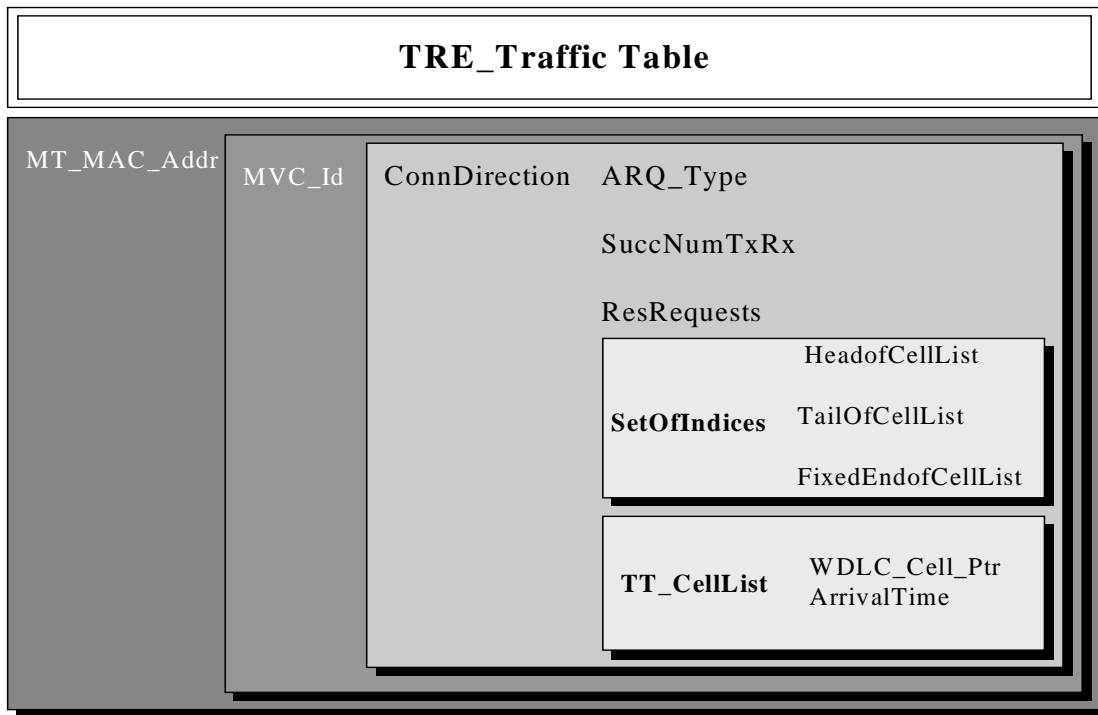 TRE_Traffic Table
MT_MAC_Addr
MVC_Id
ConnDirection ARQ_Type
SuccNumTxRx
ResRequests
HeadofCellList
SetOfIndices TailOfCellList
FixedEndofCellList
TT_CellList
WDLC_Cell_Ptr
ArrivalTime